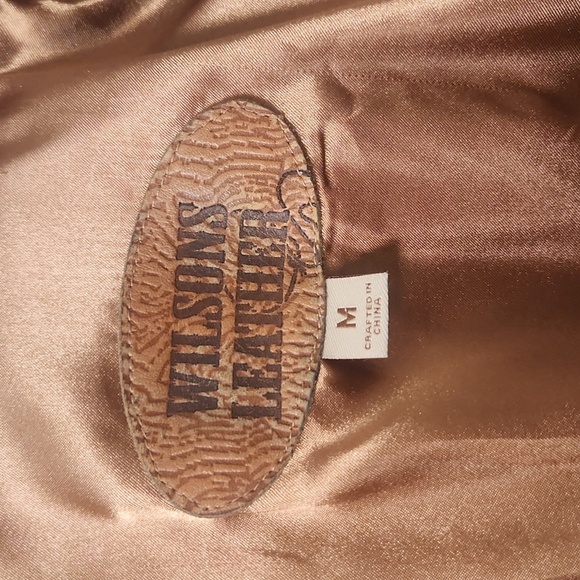 WILSONS
LEATHER
M
CRAFTED IN
CHINA